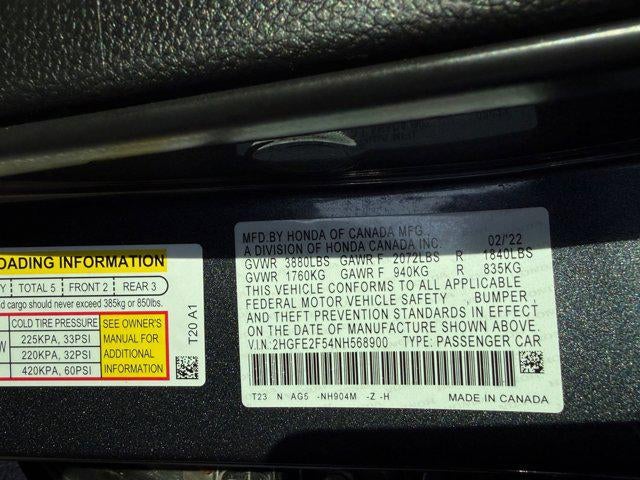 MFD.BY HONDA OF CANADA MFG.,
A DIVISION OF HONDA CANADA INC. 02/'22
GVWR 3880LBS GAWR F 2072LBS R 1840LBS
GVWR 1760KG GAWR F 940KG R 835KG
THIS VEHICLE CONFORMS TO ALL APPLICABLE
FEDERAL MOTOR VEHICLE SAFETY , BUMPER ,
AND THEFT PREVENTION STANDARDS IN EFFECT
ON THE DATE OF MANUFACTURE SHOWN ABOVE.
V.I.N:2HGFE2F54NH568900 TYPE: PASSENGER CAR
T23 N AG5 -NH904M -Z -H
MADE IN CANADA
OADING INFORMATION
Y TOTAL 5 FRONT 2 REAR 3
d cargo should never exceed 385kg or 850lbs.
COLD TIRE PRESSURE
225KPA, 33PSI
220KPA, 32PSI
420KPA, 60PSI
SEE OWNER'S
MANUAL FOR
ADDITIONAL
INFORMATION
T20 A1